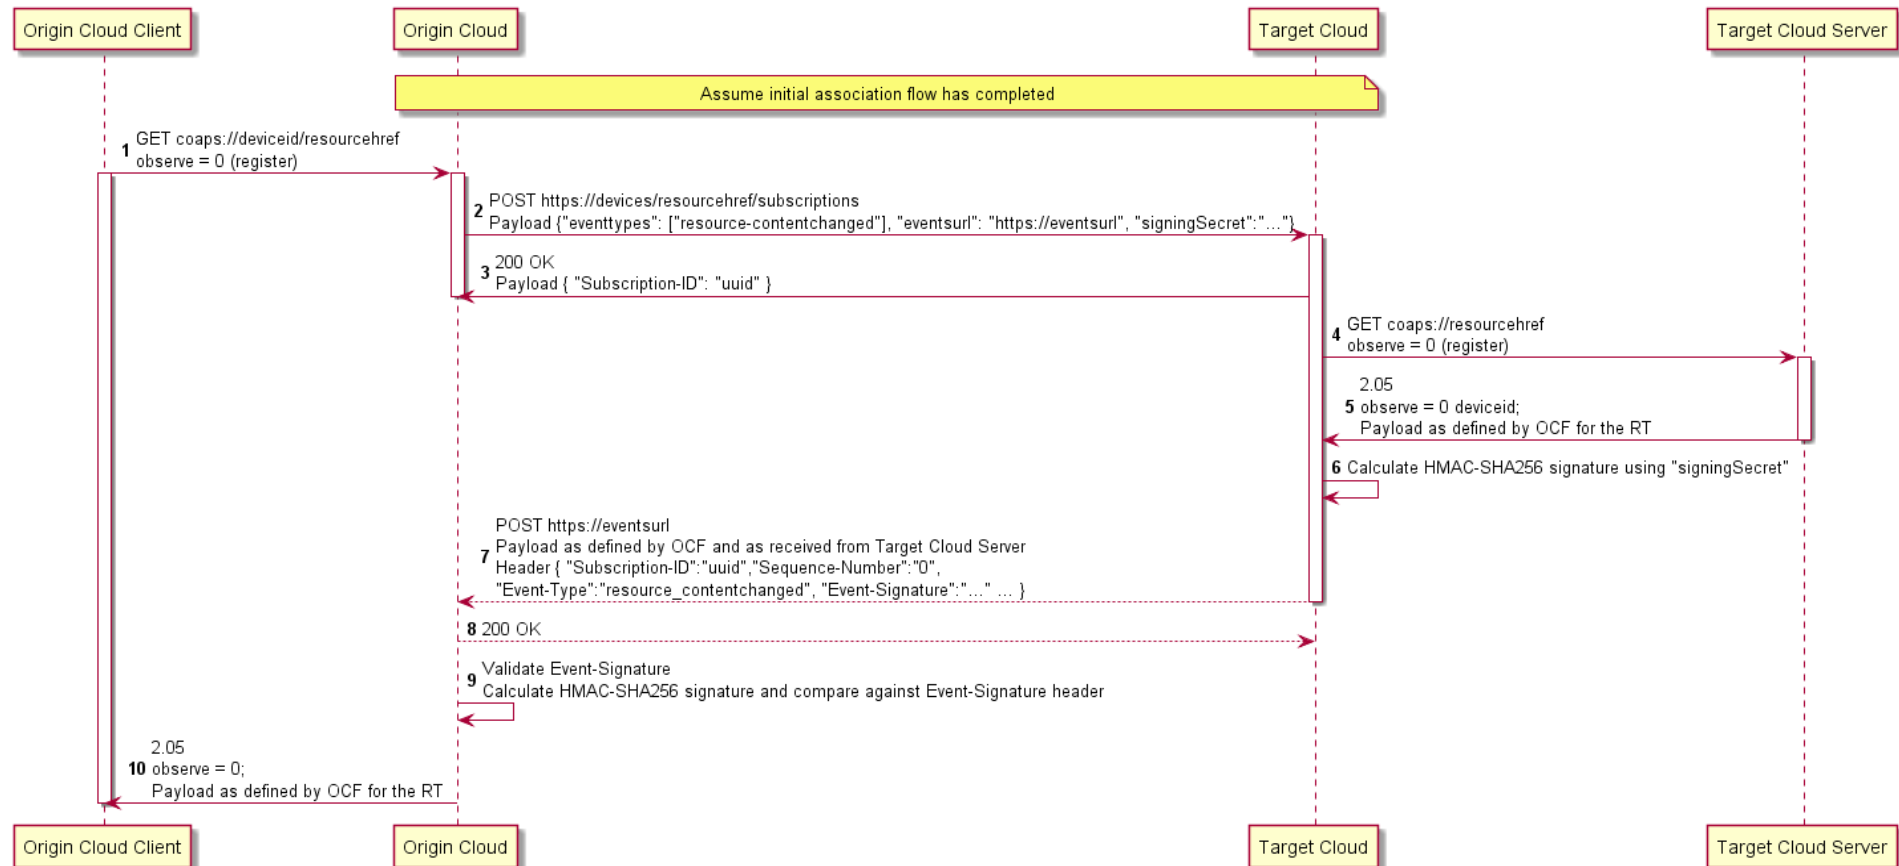 Origin Cloud Client
Origin Cloud
Target Cloud
Target Cloud Server
Assume initial association flow has completed
1 GET coaps://deviceid/resourcehref
observe = 0 (register)
2 POST https://devices/resourcehref/subscriptions
Payload {"eventtypes": ["resource-contentchanged"], "eventsurl": "https://eventsurl", "signingSecret":"..."}
3 200 OK
Payload { "Subscription-ID": "uuid" }
4 GET coaps://resourcehref
observe = 0 (register)
2.05
5 observe = 0 deviceid;
Payload as defined by OCF for the RT
6 Calculate HMAC-SHA256 signature using "signingSecret"
POST https://eventsurl
7 Payload as defined by OCF and as received from Target Cloud Server
Header { "Subscription-ID":"uuid","Sequence-Number":"0",
"Event-Type":"resource_contentchanged", "Event-Signature":"..." ... }
8 200 OK
9 Validate Event-Signature
Calculate HMAC-SHA256 signature and compare against Event-Signature header
2.05
10 observe = 0;
Payload as defined by OCF for the RT
Origin Cloud Client
Origin Cloud
Target Cloud
Target Cloud Server